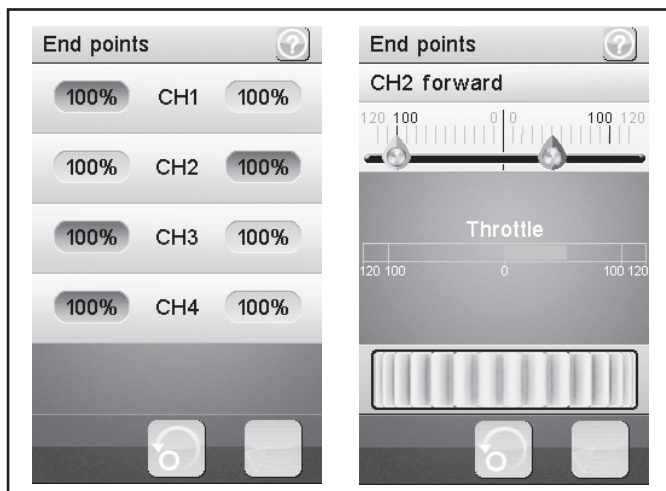 End points
100% CH1 100%
100% CH2 100%
100% CH3 100%
100% CH4 100%
End points
CH2 forward
120 100 0 0 100 120
Throttle
120 100 0 100 120